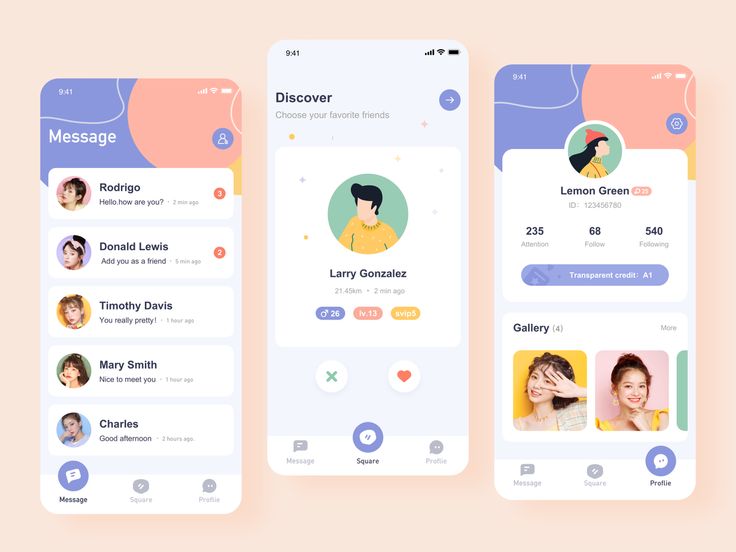 9:41
Message
Rodrigo
Hello.how are you? • 2 min ago
3
Donald Lewis
Add you as a friend • 5 min ago
2
Timothy Davis
You really pretty! • 1 hour ago
Mary Smith
Nice to meet you • 1 hour ago
Charles
Good afternoon • 2 hours ago
Message
Square
Profile
9:41
Discover
Choose your favorite friends
Larry Gonzalez
21.45km • 2 min ago
♂ 26
lv.13
svip5
Message
Square
Proflie
9:41
Lemon Green
25
ID: 123456780
235
68
540
Attention
Follow
Following
Transparent credit: A1
Gallery (4)
More
Message
Square
Proflie